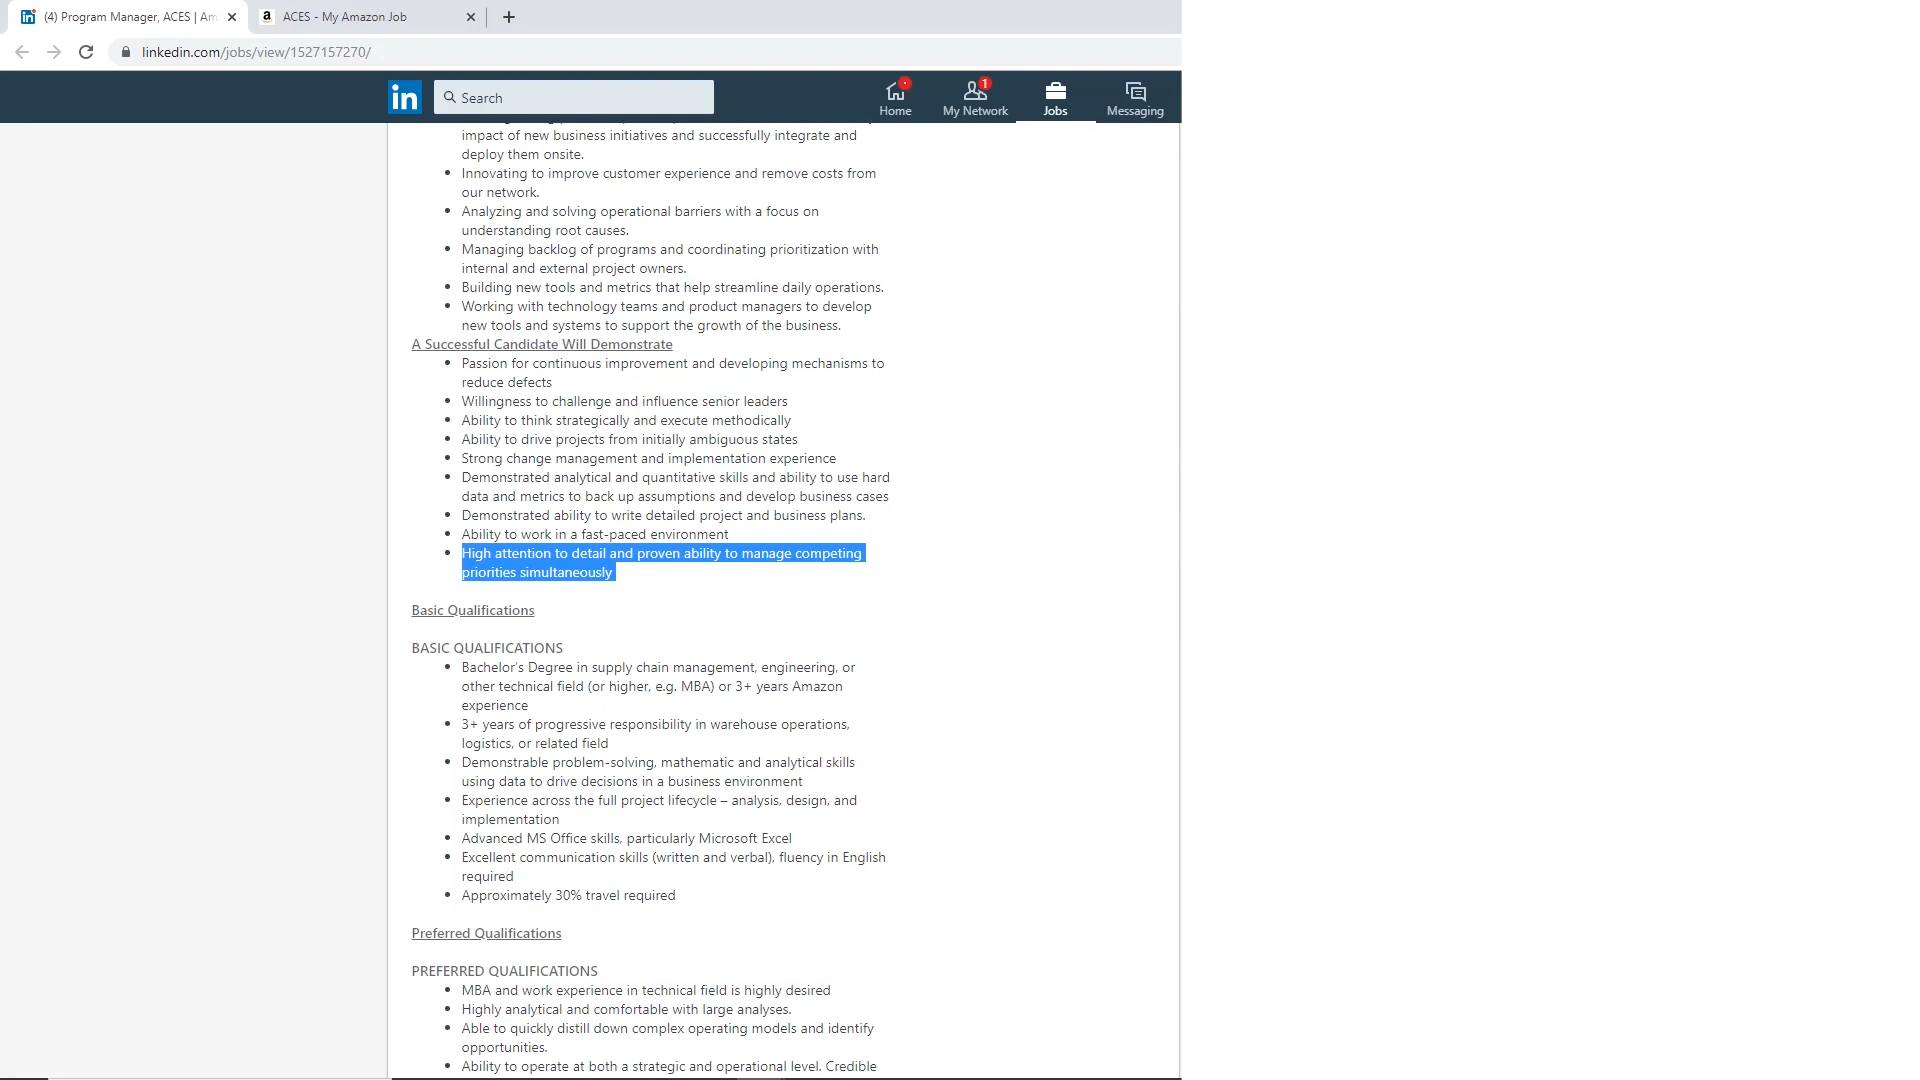 (4) Program Manager, ACES | Am
ACES - My Amazon Job
linkedin.com/jobs/view/1527157270/
in
Search
Home
1
My Network
Jobs
Messaging
impact of new business initiatives and successfully integrate and
deploy them onsite.
Innovating to improve customer experience and remove costs from
our network.
Analyzing and solving operational barriers with a focus on
understanding root causes.
Managing backlog of programs and coordinating prioritization with
internal and external project owners.
Building new tools and metrics that help streamline daily operations.
Working with technology teams and product managers to develop
new tools and systems to support the growth of the business.
A Successful Candidate Will Demonstrate
Passion for continuous improvement and developing mechanisms to
reduce defects
Willingness to challenge and influence senior leaders
Ability to think strategically and execute methodically
Ability to drive projects from initially ambiguous states
Strong change management and implementation experience
Demonstrated analytical and quantitative skills and ability to use hard
data and metrics to back up assumptions and develop business cases
Demonstrated ability to write detailed project and business plans.
Ability to work in a fast-paced environment
High attention to detail and proven ability to manage competing
priorities simultaneously
Basic Qualifications
BASIC QUALIFICATIONS
Bachelor's Degree in supply chain management, engineering, or
other technical field (or higher, e.g. MBA) or 3+ years Amazon
experience
3+ years of progressive responsibility in warehouse operations,
logistics, or related field
Demonstrable problem-solving, mathematic and analytical skills
using data to drive decisions in a business environment
Experience across the full project lifecycle – analysis, design, and
implementation
Advanced MS Office skills, particularly Microsoft Excel
Excellent communication skills (written and verbal), fluency in English
required
Approximately 30% travel required
Preferred Qualifications
PREFERRED QUALIFICATIONS
MBA and work experience in technical field is highly desired
Highly analytical and comfortable with large analyses.
Able to quickly distill down complex operating models and identify
opportunities.
Ability to operate at both a strategic and operational level. Credible